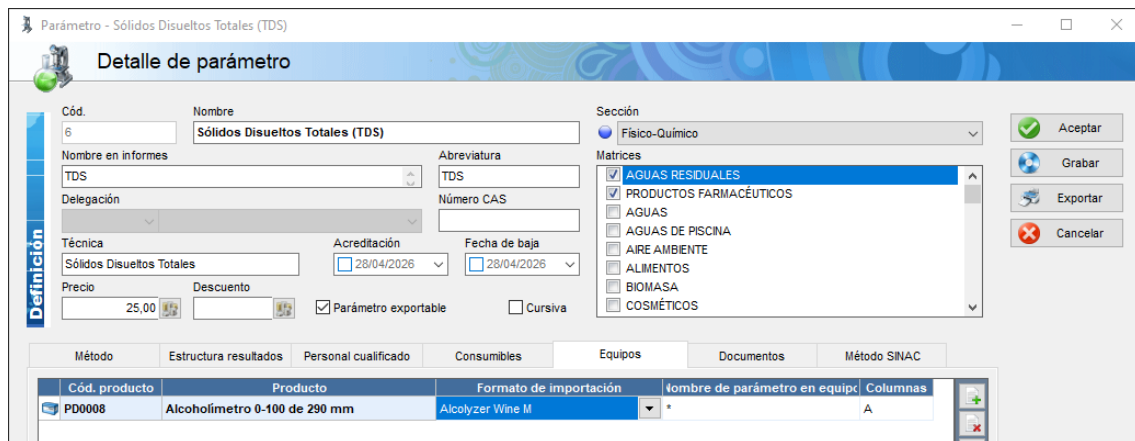 Parámetro - Sólidos Disueltos Totales (TDS)
Detalle de parámetro
Definición
Cód. Nombre Sección
6 Sólidos Disueltos Totales (TDS) Físico-Químico
Nombre en informes Abreviatura Matrices
TDS TDS AGUAS RESIDUALES
PRODUCTOS FARMACÉUTICOS
Delegación Número CAS
AGUAS
AGUAS DE PISCINA
Técnica Acreditación Fecha de baja
AIRE AMBIENTE
Sólidos Disueltos Totales 28/04/2026 28/04/2026
ALIMENTOS
Precio Descuento
BIOMASA
25,00 Parámetro exportable Cursiva
COSMÉTICOS
Aceptar
Grabar
Exportar
Cancelar
Método Estructura resultados Personal cualificado Consumibles Equipos Documentos Método SINAC
Cód. producto Producto Formato de importación de parámetro en Columnas
PD0008 Alcoholímetro 0-100 de 290 mm Alcolyzer Wine M * A